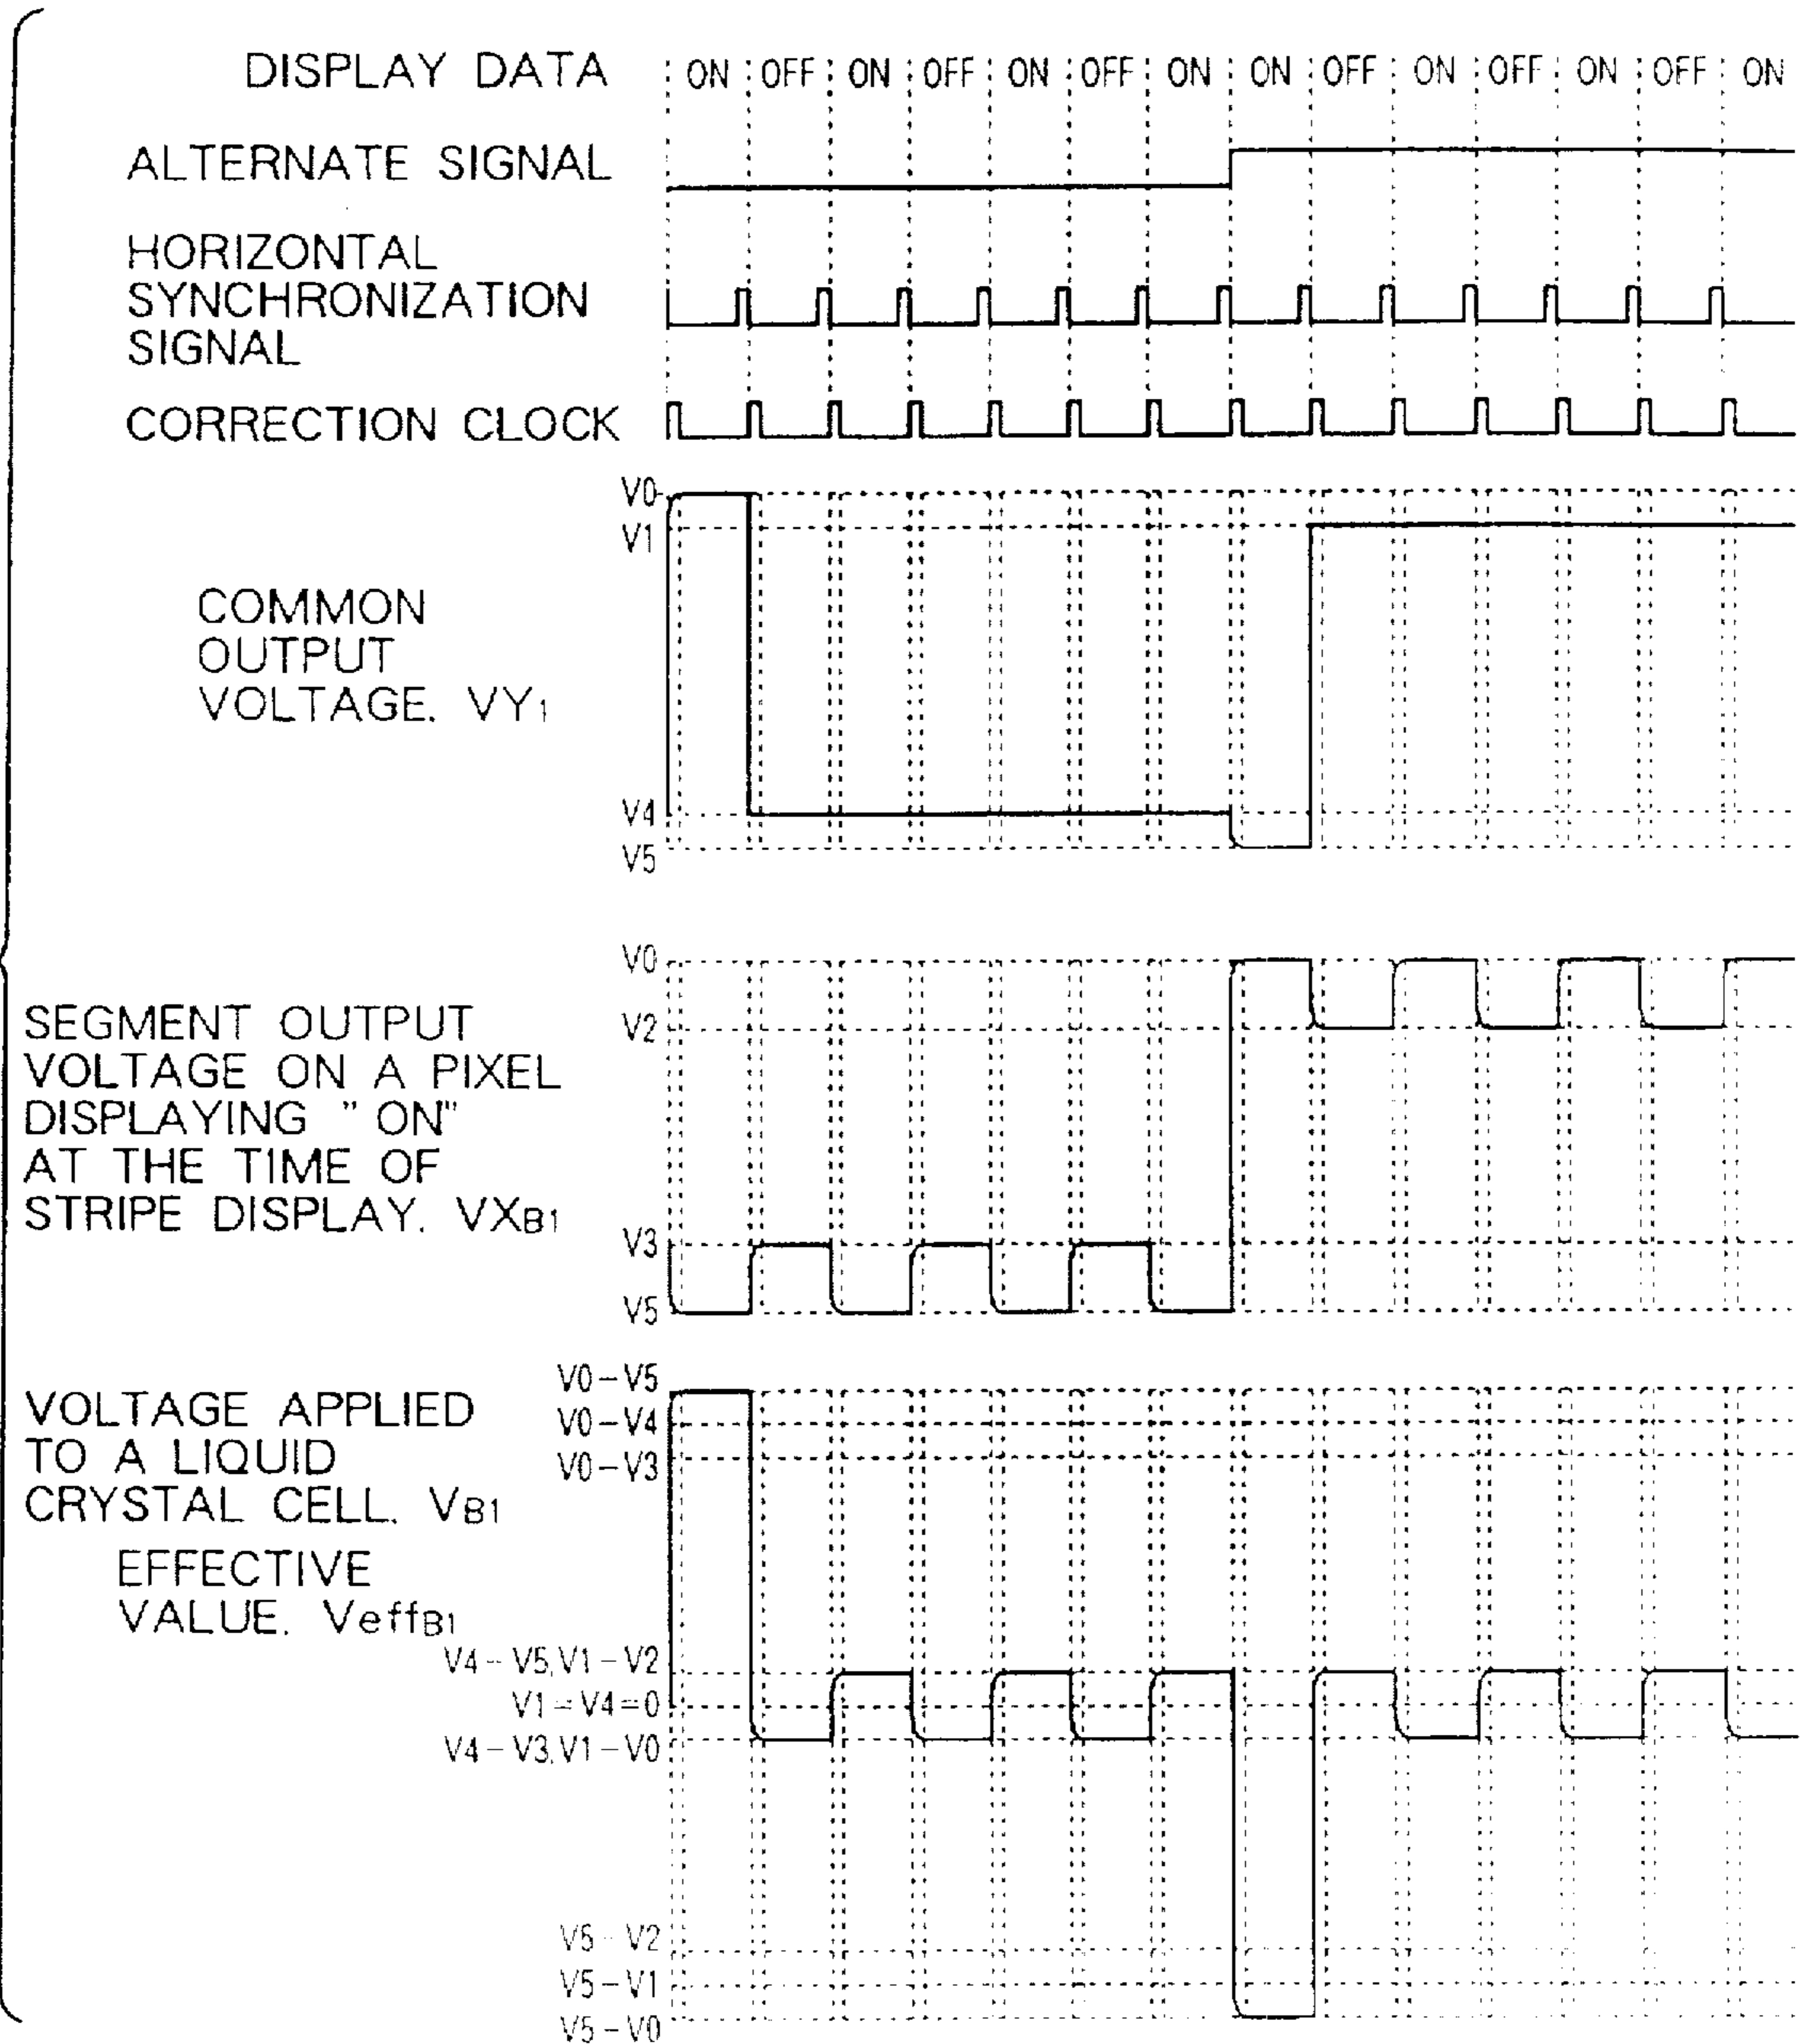 DISPLAY DATA ON OFF ON OFF ON OFF ON ON OFF ON OFF ON OFF ON
ALTERNATE SIGNAL
HORIZONTAL
SYNCHRONIZATION
SIGNAL
CORRECTION CLOCK
V0
V1
COMMON
OUTPUT
VOLTAGE. VY1
V4
V5
V0
V2
SEGMENT OUTPUT
VOLTAGE ON A PIXEL
DISPLAYING " ON"
AT THE TIME OF
STRIPE DISPLAY. VXB1
V3
V5
V0-V5
V0-V4
V0-V3
VOLTAGE APPLIED
TO A LIQUID
CRYSTAL CELL. VB1
EFFECTIVE
VALUE. VeffB1
V4-V5,V1-V2
V1=V4=0
V4-V3,V1-V0
V5-V2
V5-V1
V5-V0